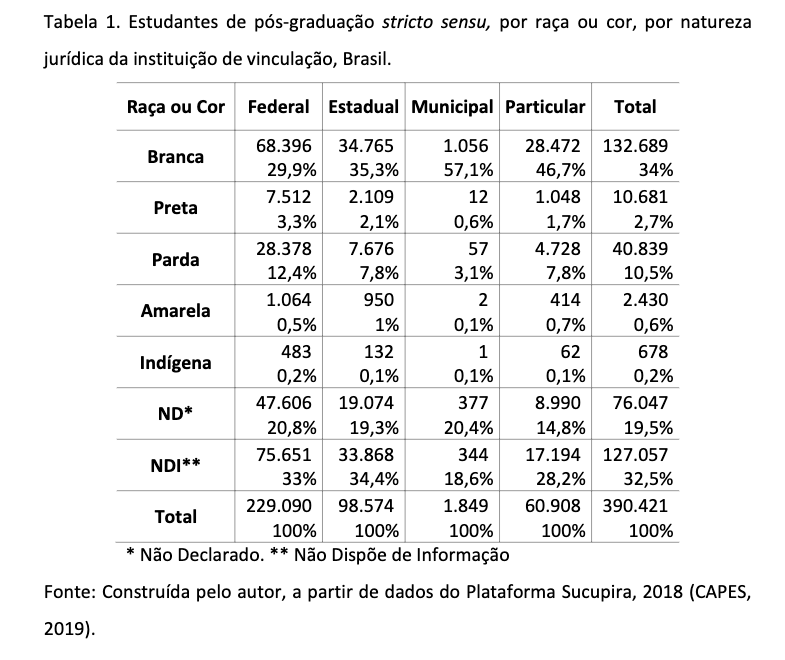 Tabela 1. Estudantes de pós-graduação stricto sensu, por raça ou cor, por natureza
jurídica da instituição de vinculação, Brasil.
Raça ou Cor Federal Estadual Municipal Particular Total
Branca 68.396 34.765 1.056 28.472 132.689
29,9% 35,3% 57,1% 46,7% 34%
Preta 7.512 2.109 12 1.048 10.681
3,3% 2,1% 0,6% 1,7% 2,7%
Parda 28.378 7.676 57 4.728 40.839
12,4% 7,8% 3,1% 7,8% 10,5%
Amarela 1.064 950 2 414 2.430
0,5% 1% 0,1% 0,7% 0,6%
Indígena 483 132 1 62 678
0,2% 0,1% 0,1% 0,1% 0,2%
ND* 47.606 19.074 377 8.990 76.047
20,8% 19,3% 20,4% 14,8% 19,5%
NDI** 75.651 33.868 344 17.194 127.057
33% 34,4% 18,6% 28,2% 32,5%
Total 229.090 98.574 1.849 60.908 390.421
100% 100% 100% 100% 100%
* Não Declarado. ** Não Dispõe de Informação
Fonte: Construída pelo autor, a partir de dados do Plataforma Sucupira, 2018 (CAPES,
2019).